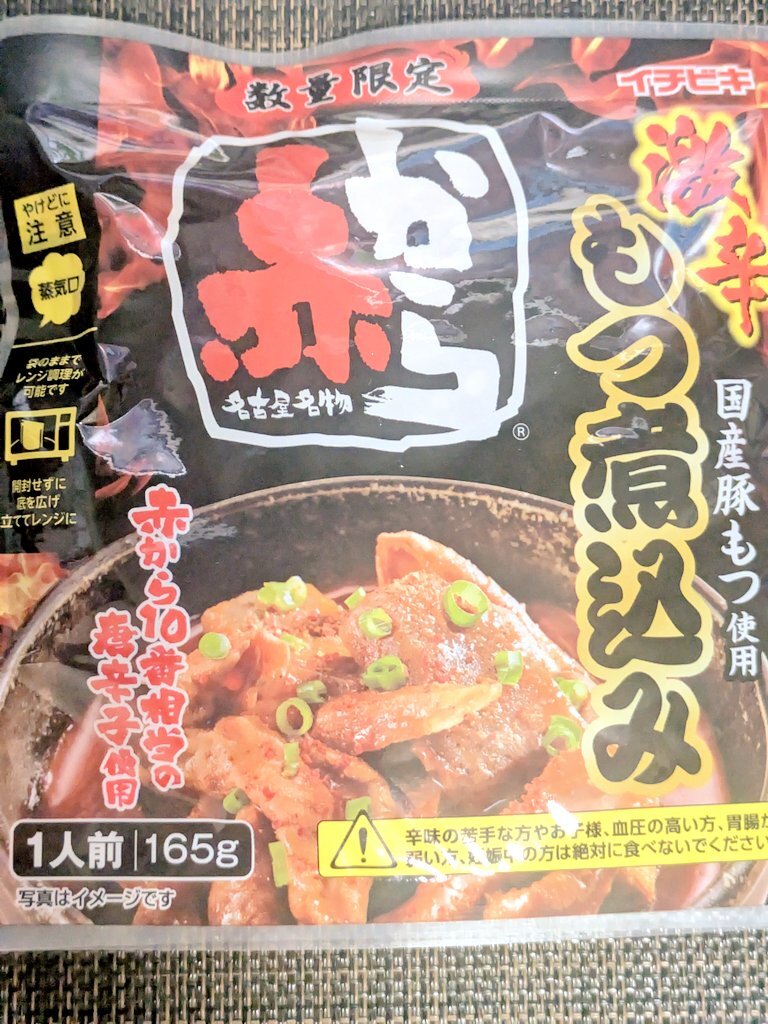 数量限定
イチビキ
赤から
名古屋名物
®
激辛
もつ煮込み
国産豚もつ使用
やけどに
注意
蒸気口
袋のままで
レンジ調理が
可能です
開封せずに
底を広げ
立ててレンジに
赤から10番相当の
唐辛子使用
1人前 165g
写真はイメージです
辛味の苦手な方やお子様、血圧の高い方、胃腸が
弱い方、妊娠中の方は絶対に食べないでください